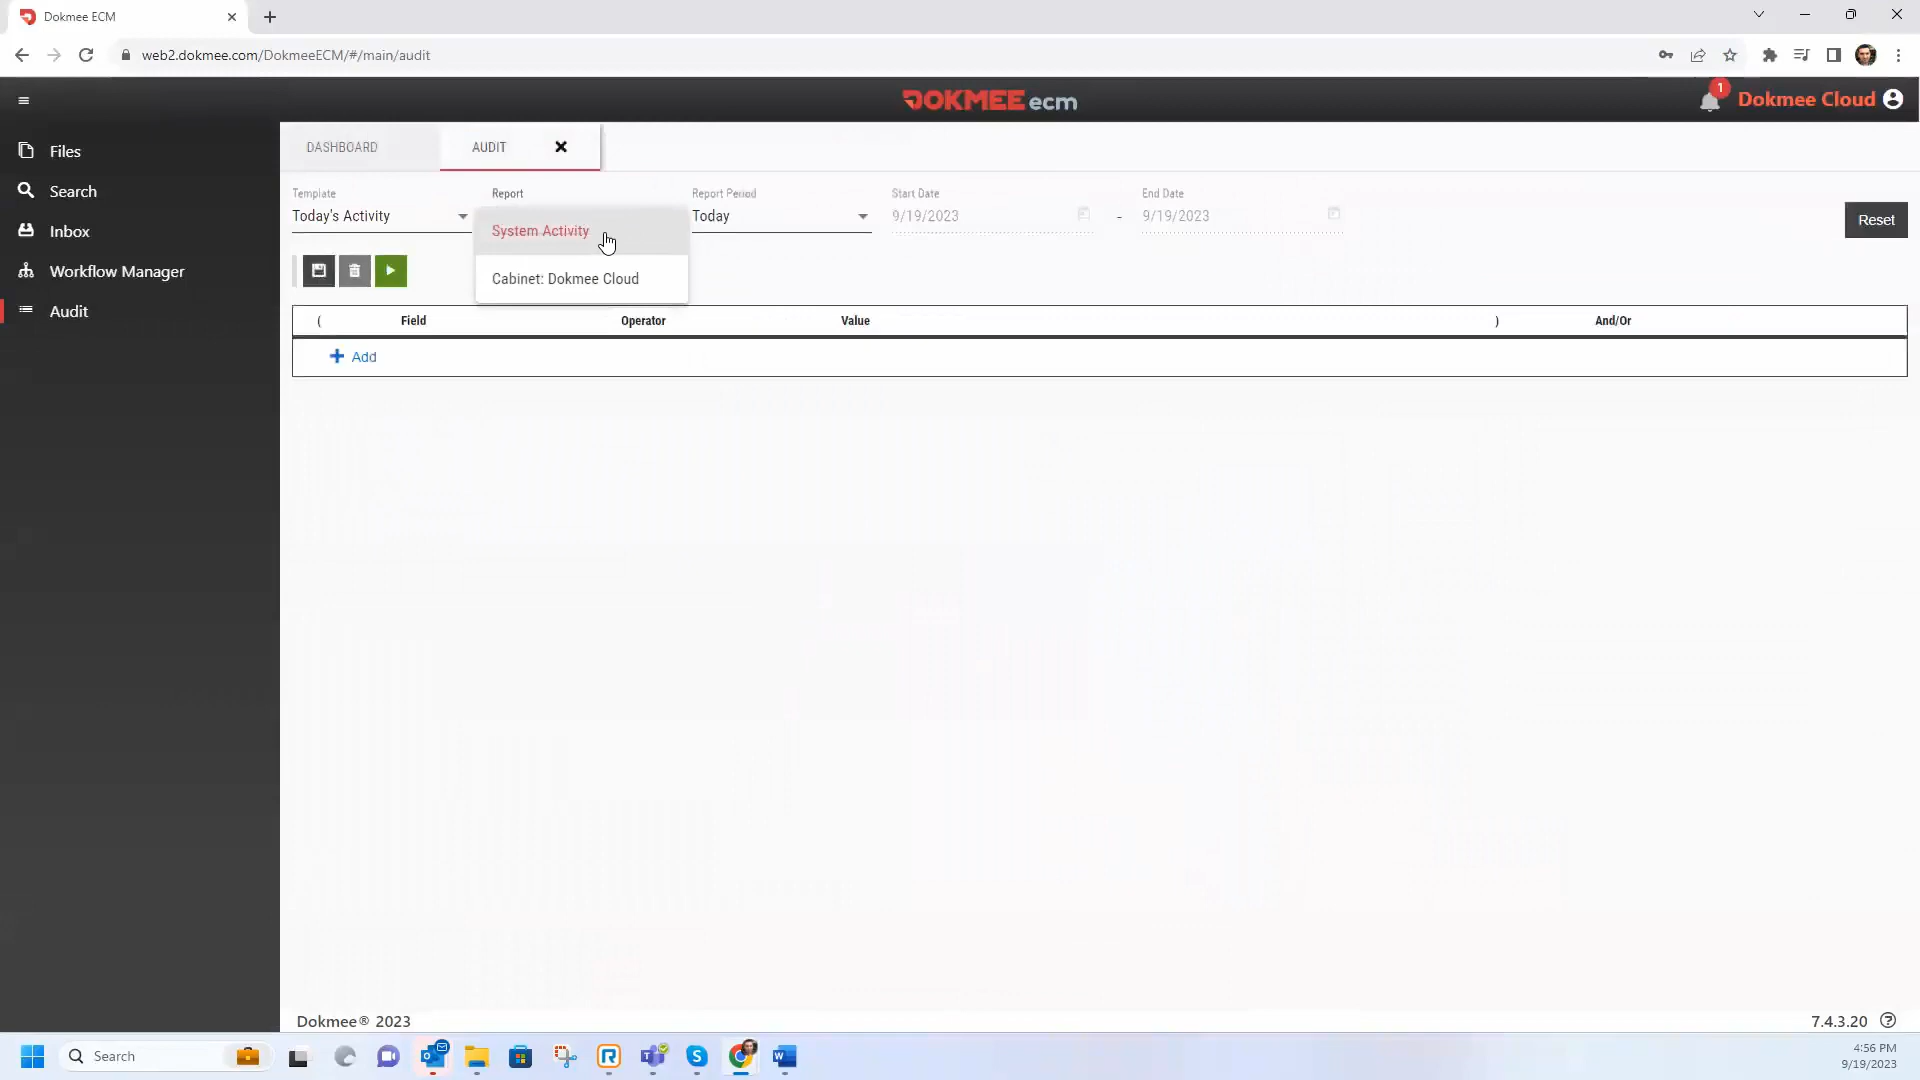 Dokmee ECM
web2.dokmee.com/DokmeeECM/#/main/audit
DOKMEE ecm
1
Dokmee Cloud
Files
Search
Inbox
Workflow Manager
Audit
DASHBOARD
AUDIT
Template
Today's Activity
Report
System Activity
Cabinet: Dokmee Cloud
Report Period
Today
Start Date
9/19/2023
-
End Date
9/19/2023
Reset
( Field Operator Value ) And/Or
+ Add
Dokmee® 2023
7.4.3.20
Search
4:56 PM
9/19/2023